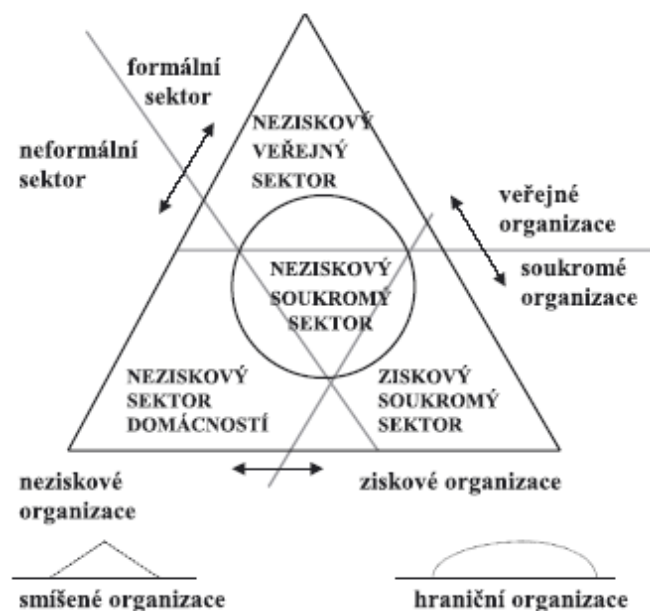 formální
sektor
neformální
sektor
NEZISKOVÝ
VEŘEJNÝ
SEKTOR
veřejné
organizace
soukromé
organizace
NEZISKOVÝ
SOUKROMÝ
SEKTOR
NEZISKOVÝ
SEKTOR
DOMÁCNOSTÍ
ZISKOVÝ
SOUKROMÝ
SEKTOR
neziskové
organizace
ziskové organizace
smíšené organizace
hraniční organizace